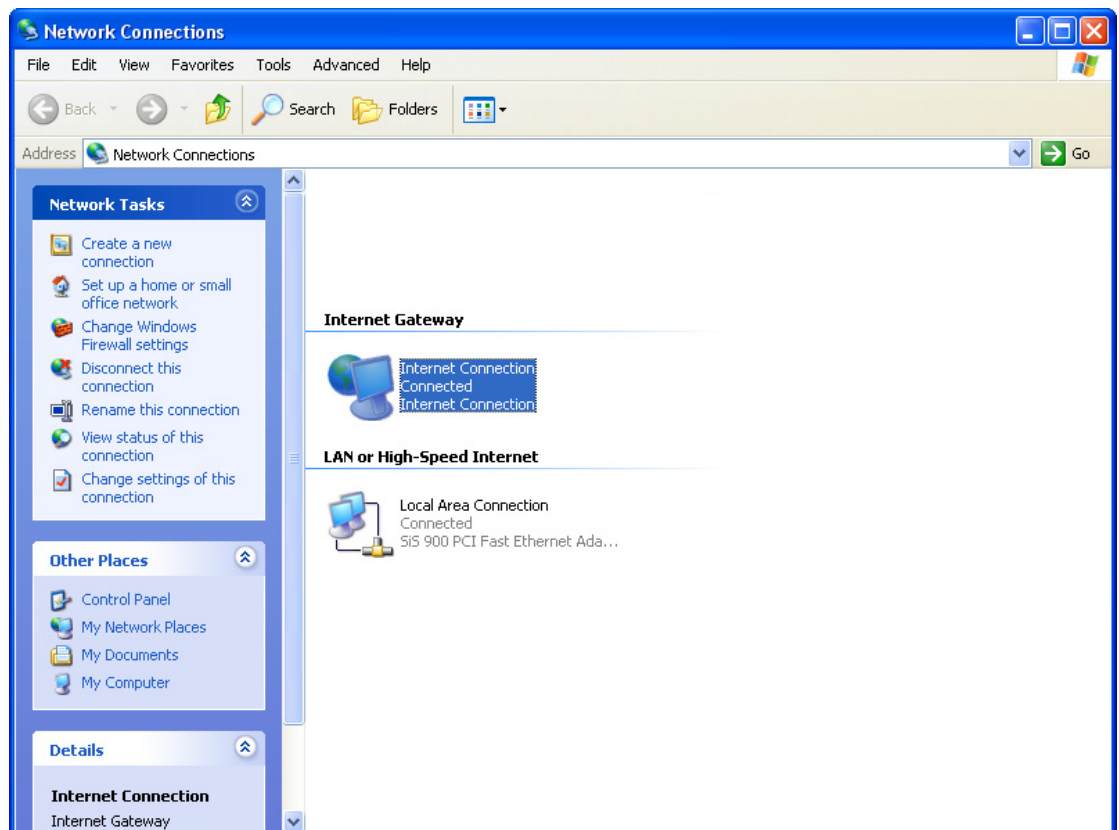 Network Connections
File Edit View Favorites Tools Advanced Help
Back Search Folders
Address Network Connections Go
Network Tasks
Create a new
connection
Set up a home or small
office network
Change Windows
Firewall settings
Disconnect this
connection
Rename this connection
View status of this
connection
Change settings of this
connection
Other Places
Control Panel
My Network Places
My Documents
My Computer
Details
Internet Connection
Internet Gateway
Internet Gateway
Internet Connection
Connected
Internet Connection
LAN or High-Speed Internet
Local Area Connection
Connected
SiS 900 PCI Fast Ethernet Ada...